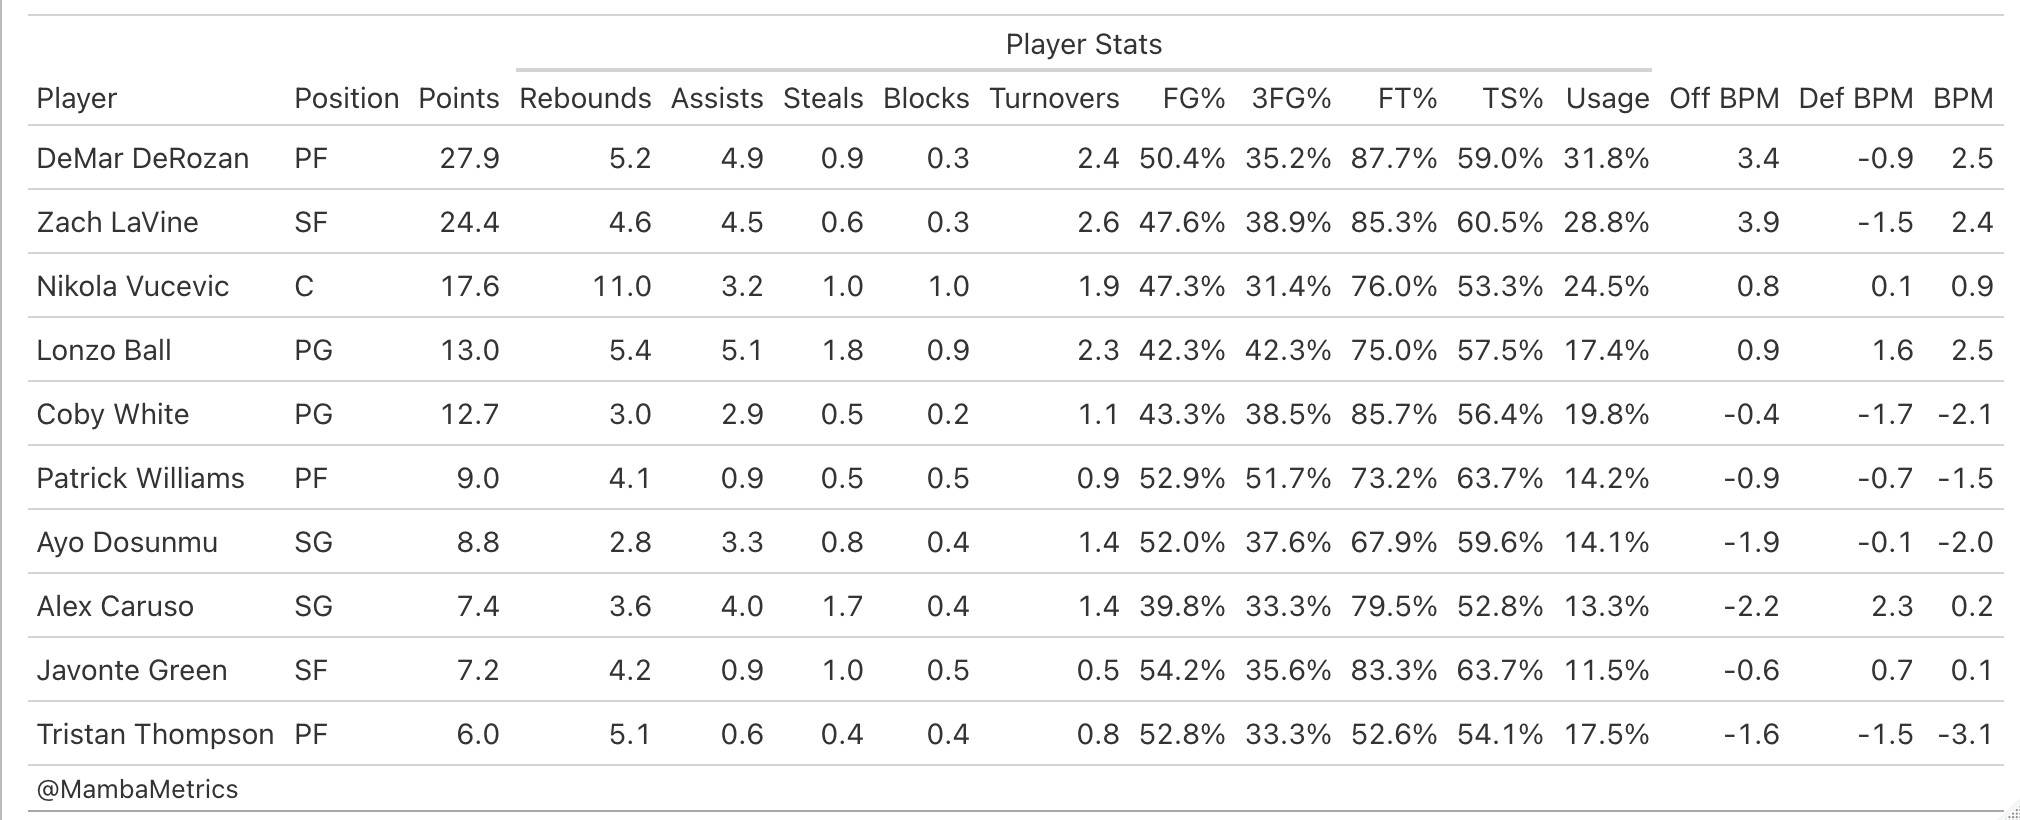 Player Stats
Player Position Points Rebounds Assists Steals Blocks Turnovers FG% 3FG% FT% TS% Usage Off BPM Def BPM BPM
DeMar DeRozan PF 27.9 5.2 4.9 0.9 0.3 2.4 50.4% 35.2% 87.7% 59.0% 31.8% 3.4 -0.9 2.5
Zach LaVine SF 24.4 4.6 4.5 0.6 0.3 2.6 47.6% 38.9% 85.3% 60.5% 28.8% 3.9 -1.5 2.4
Nikola Vucevic C 17.6 11.0 3.2 1.0 1.0 1.9 47.3% 31.4% 76.0% 53.3% 24.5% 0.8 0.1 0.9
Lonzo Ball PG 13.0 5.4 5.1 1.8 0.9 2.3 42.3% 42.3% 75.0% 57.5% 17.4% 0.9 1.6 2.5
Coby White PG 12.7 3.0 2.9 0.5 0.2 1.1 43.3% 38.5% 85.7% 56.4% 19.8% -0.4 -1.7 -2.1
Patrick Williams PF 9.0 4.1 0.9 0.5 0.5 0.9 52.9% 51.7% 73.2% 63.7% 14.2% -0.9 -0.7 -1.5
Ayo Dosunmu SG 8.8 2.8 3.3 0.8 0.4 1.4 52.0% 37.6% 67.9% 59.6% 14.1% -1.9 -0.1 -2.0
Alex Caruso SG 7.4 3.6 4.0 1.7 0.4 1.4 39.8% 33.3% 79.5% 52.8% 13.3% -2.2 2.3 0.2
Javonte Green SF 7.2 4.2 0.9 1.0 0.5 0.5 54.2% 35.6% 83.3% 63.7% 11.5% -0.6 0.7 0.1
Tristan Thompson PF 6.0 5.1 0.6 0.4 0.4 0.8 52.8% 33.3% 52.6% 54.1% 17.5% -1.6 -1.5 -3.1
@MambaMetrics